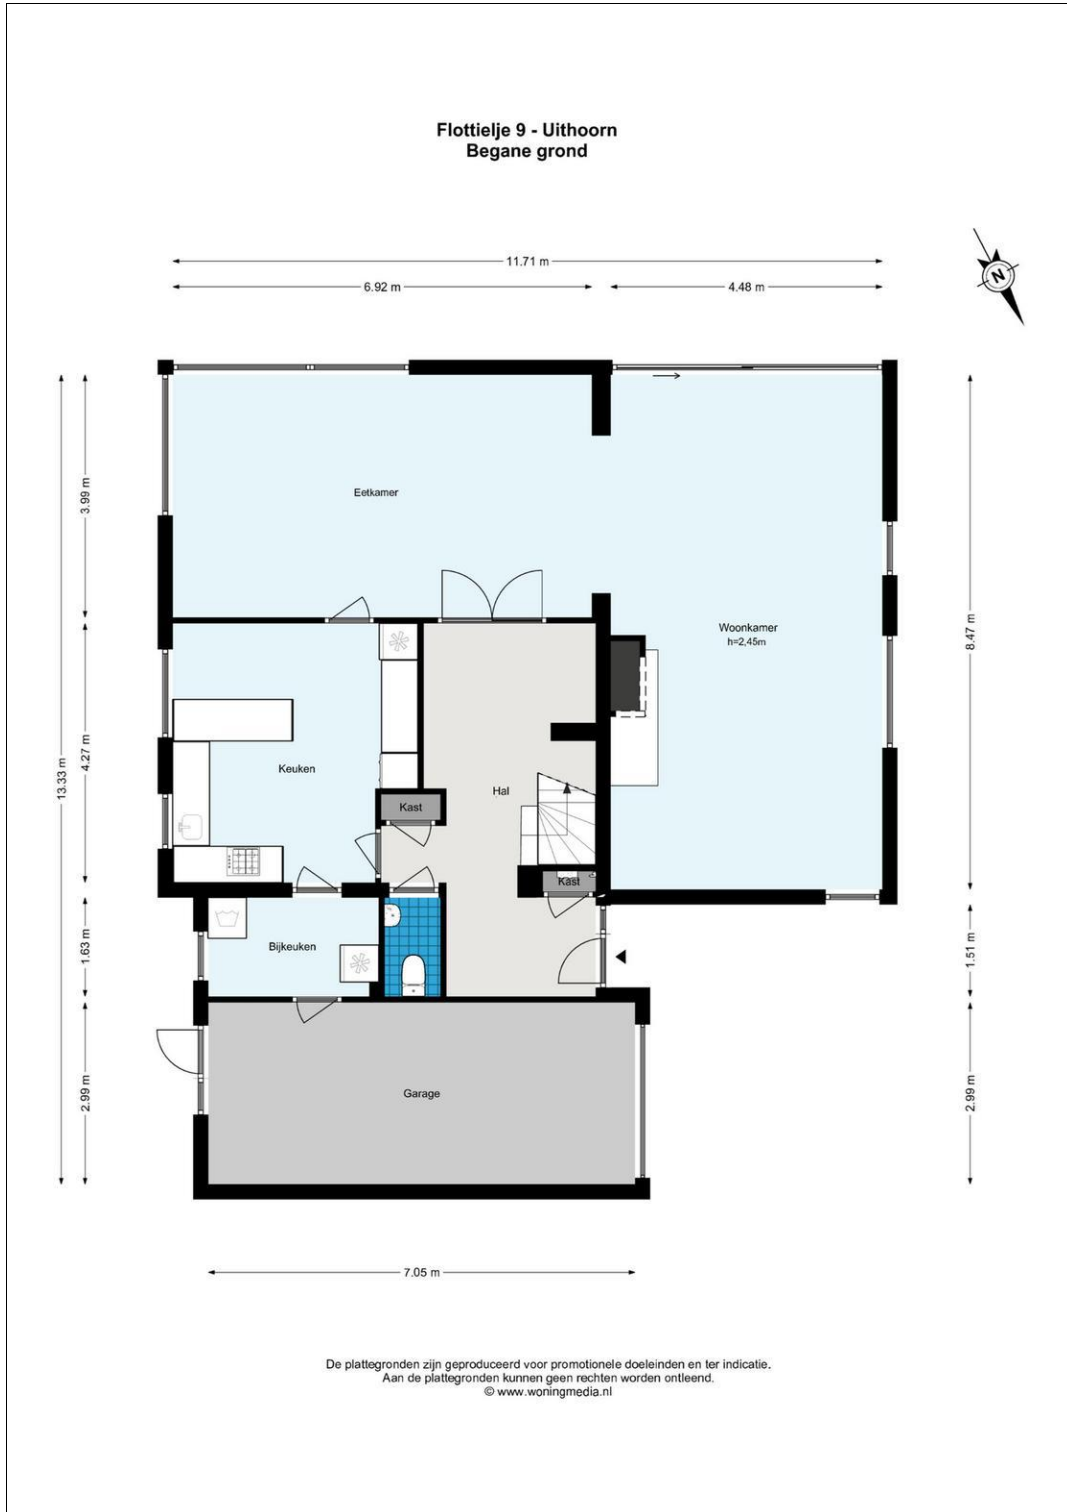 Flottielje 9 - Uithoorn
Begane grond
11.71 m
6.92 m
4.48 m
N
3.99 m
4.27 m
13.33 m
1.63 m
2.99 m
8.47 m
1.51 m
2.99 m
Eetkamer
Woonkamer
h=2,45m
Keuken
Hal
Kast
Kast
Bijkeuken
Garage
7.05 m
De plattegronden zijn geproduceerd voor promotionele doeleinden en ter indicatie.
Aan de plattegronden kunnen geen rechten worden ontleend.
© www.woningmedia.nl